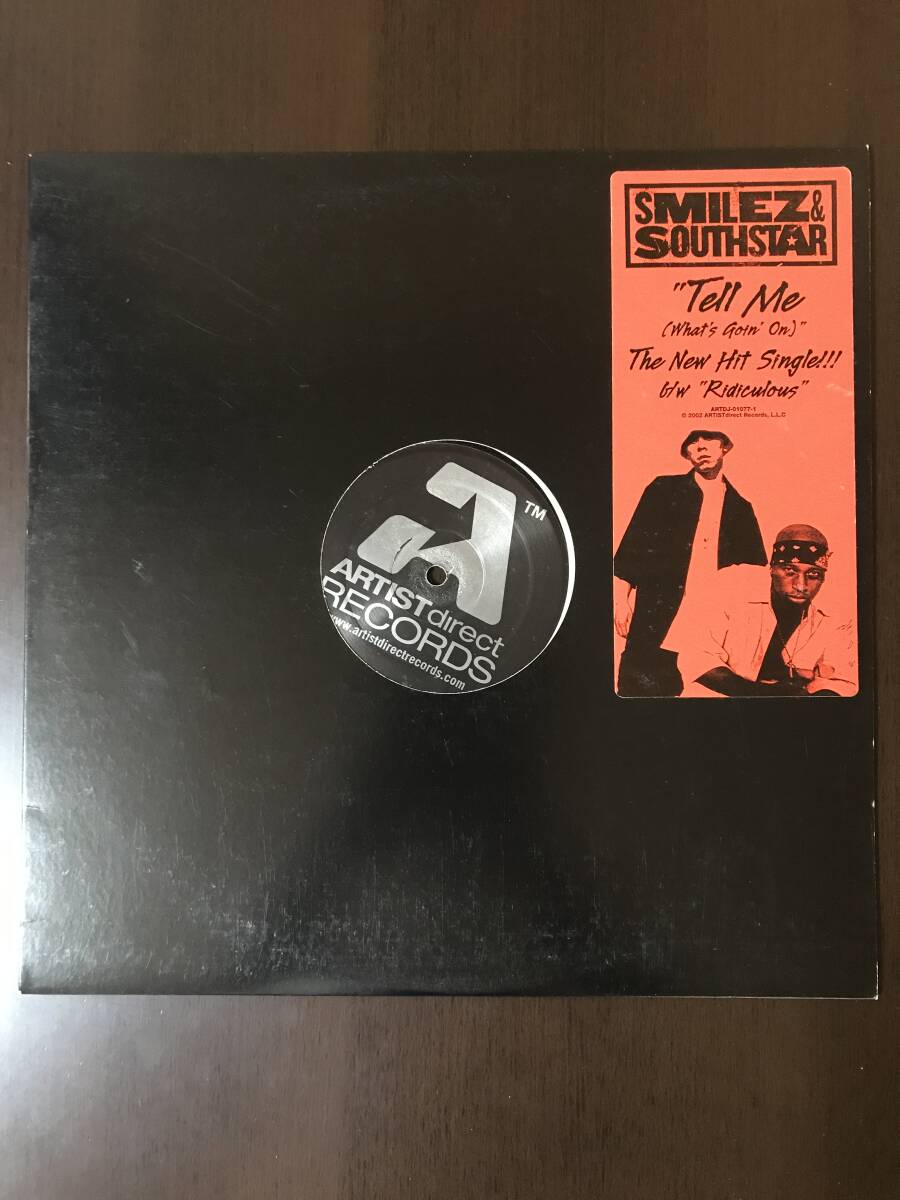 SMILEZ &
SOUTHSTAR
"Tell Me
(What's Goin' On)"
The New Hit Single!!!
b/w "Ridiculous"
ARTDJ-01077-1
© 2002 ARTISTdirect Records, L.L.C
TM
ARTISTdirect
RECORDS
www.artistdirectrecords.com